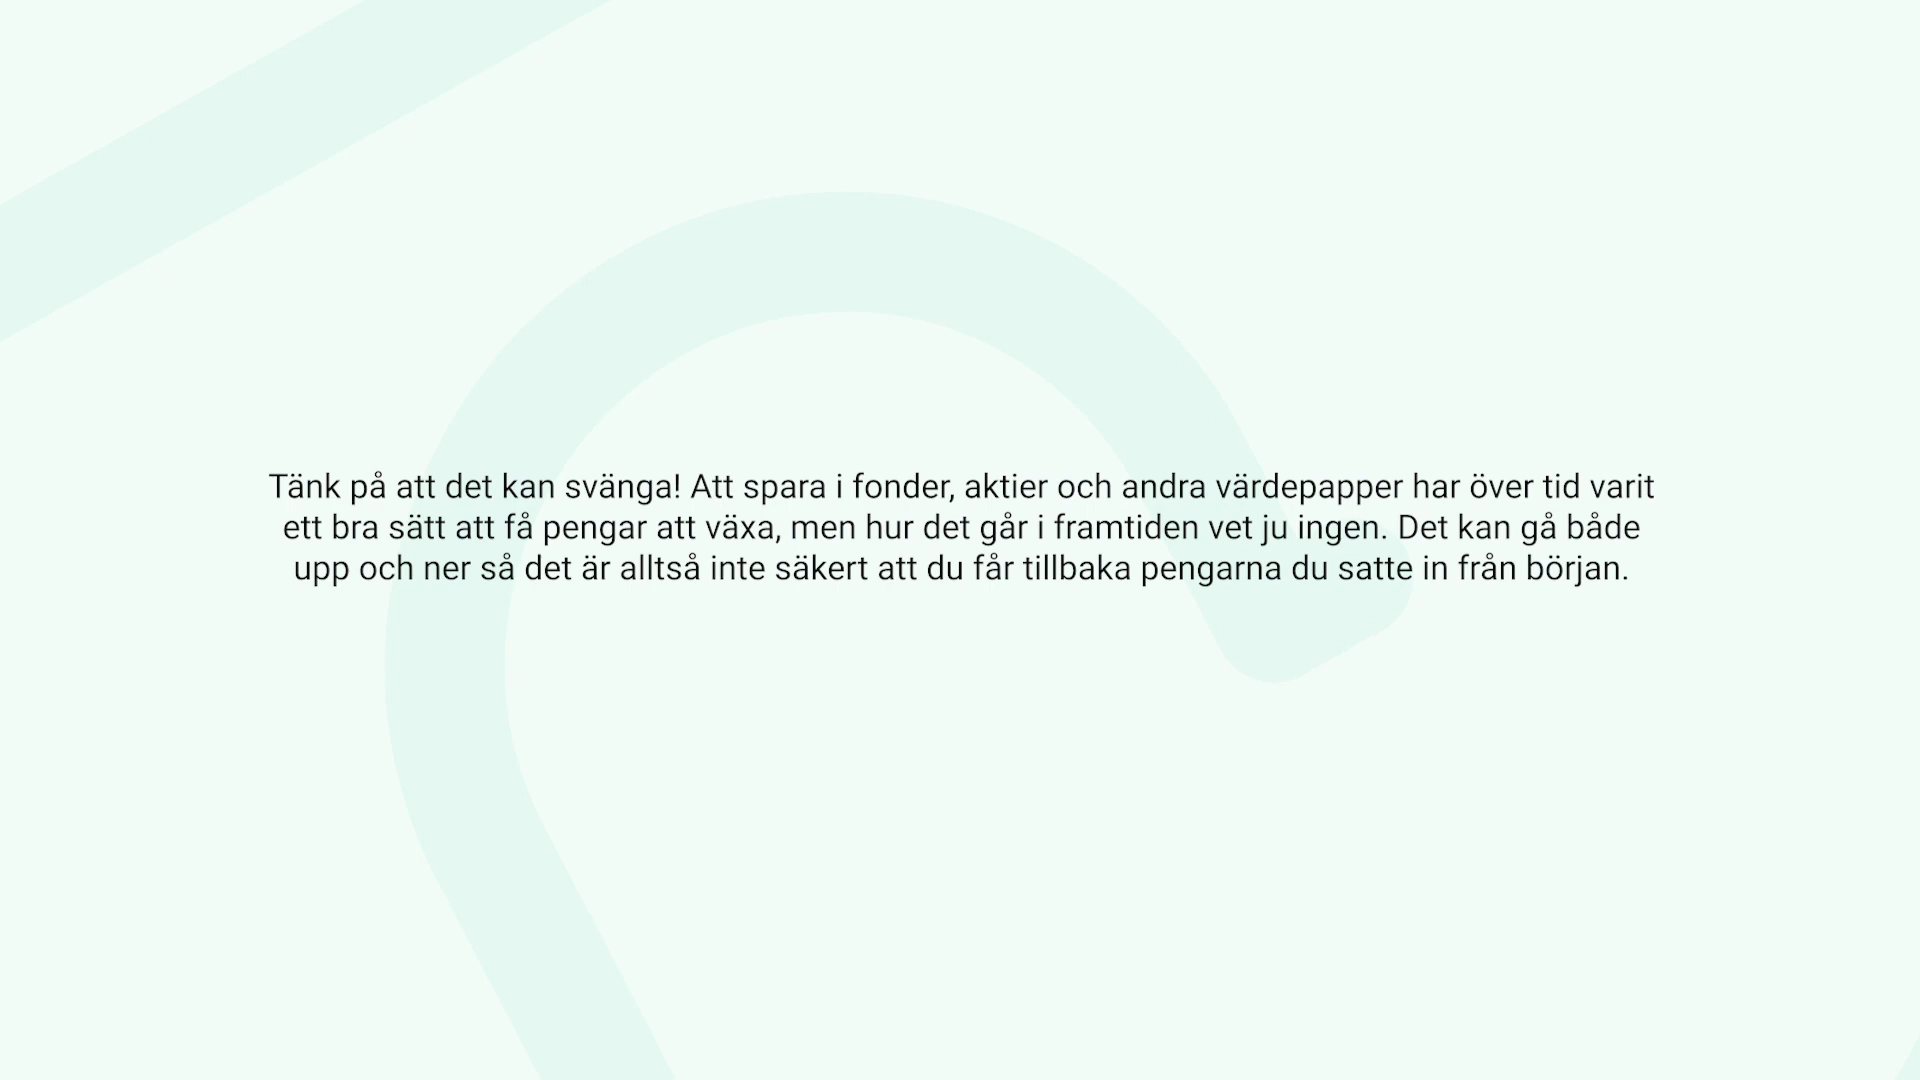 Tänk på att det kan svänga! Att spara i fonder, aktier och andra värdepapper har över tid varit
ett bra sätt att få pengar att växa, men hur det går i framtiden vet ju ingen. Det kan gå både
upp och ner så det är alltså inte säkert att du får tillbaka pengarna du satte in från början.